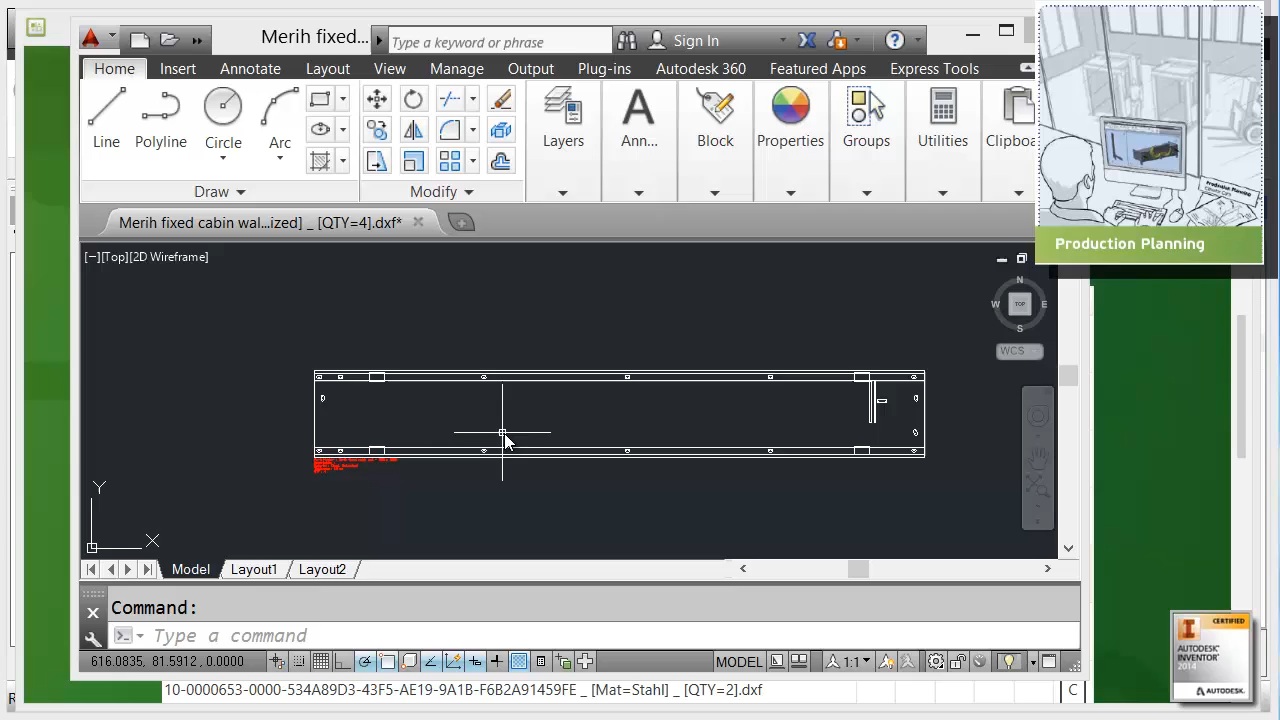 Merih fixed...
Type a keyword or phrase
Sign In
Home Insert Annotate Layout View Manage Output Plug-ins Autodesk 360 Featured Apps Express Tools
Line Polyline Circle Arc
Layers Ann... Block Properties Groups Utilities Clipboa
Draw Modify
Merih fixed cabin wal...ized] _ [QTY=4].dxf*
Production Planning
[−][Top][2D Wireframe]
N
W TOP E
S
WCS
Y
X
Model Layout1 Layout2
Command:
Type a command
616.0835, 81.5912, 0.0000
MODEL
1:1
10-0000653-0000-534A89D3-43F5-AE19-9A1B-F6B2A91459FE _ [Mat=Stahl] _ [QTY=2].dxf
C
CERTIFIED
AUTODESK
INVENTOR
2014
AUTODESK